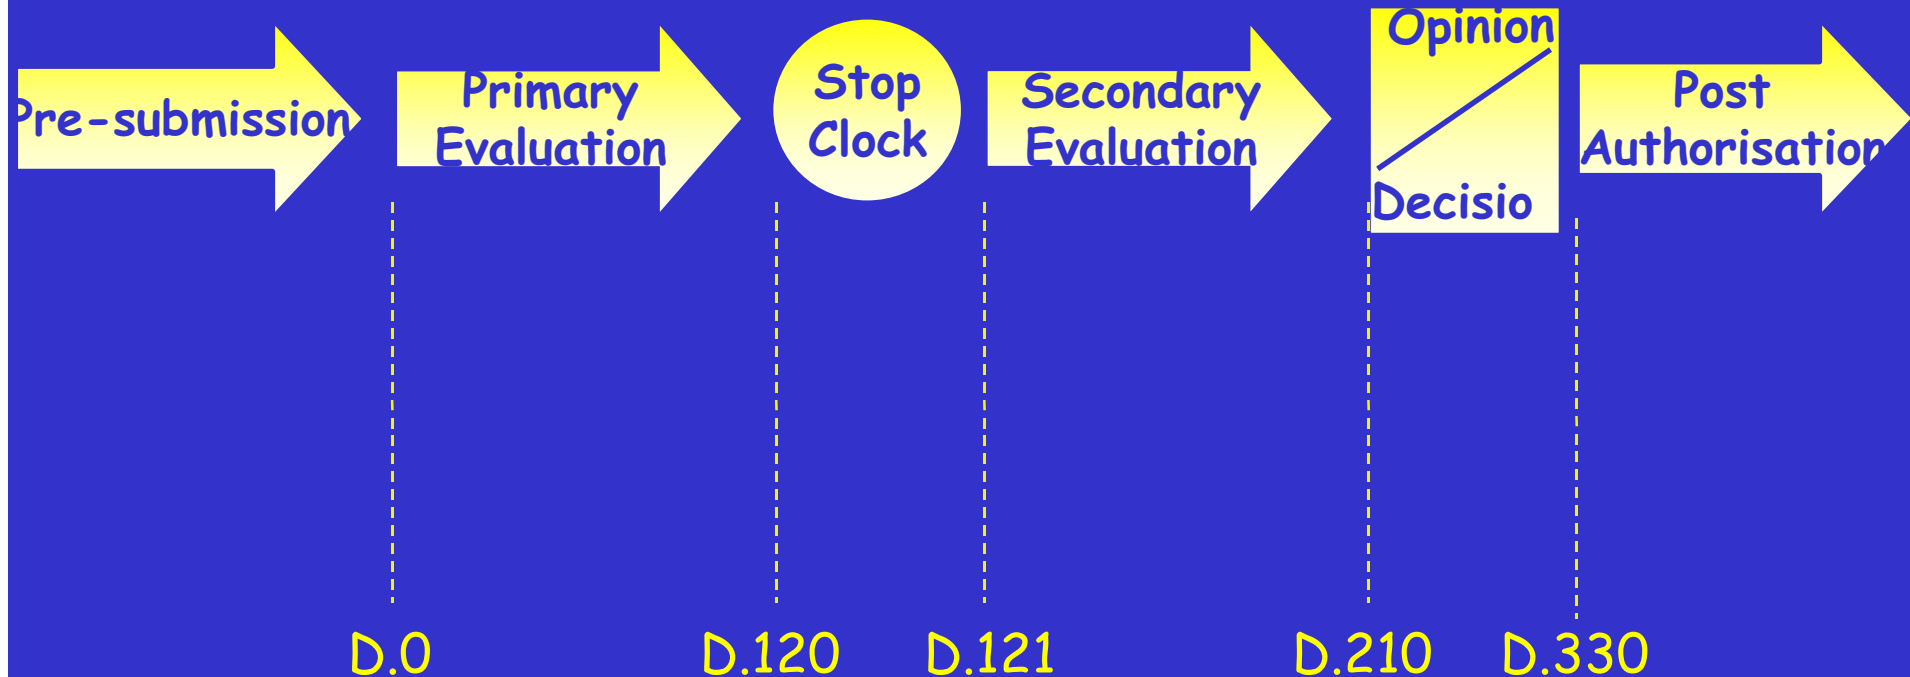 Pre-submission
Primary
Evaluation
Stop
Clock
Secondary
Evaluation
Opinion
Decisio
Post
Authorisation
D.0
D.120
D.121
D.210
D.330